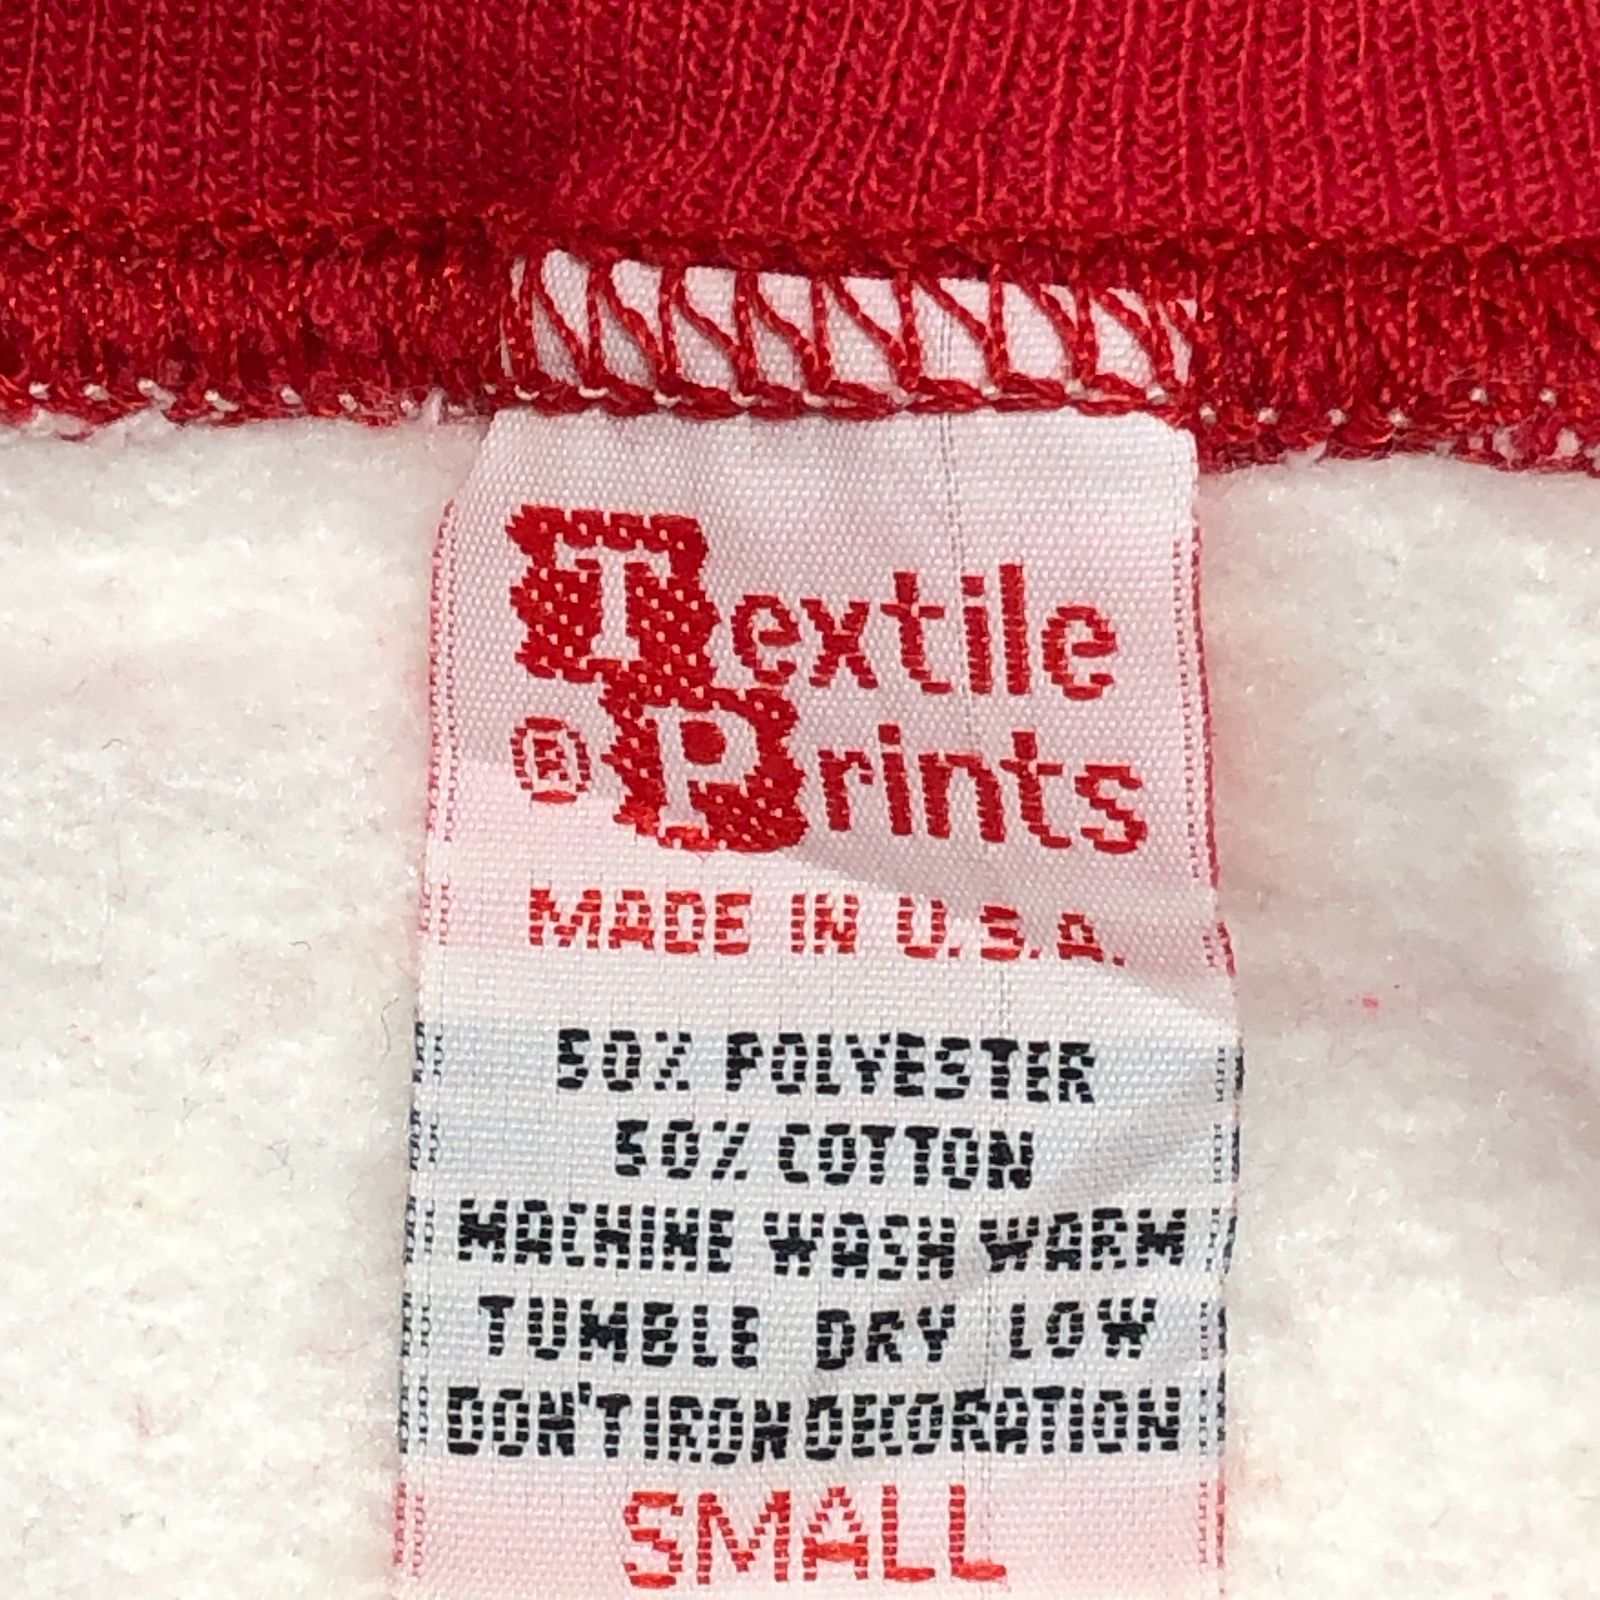 Textile
® Prints
MADE IN U.S.A.
50% POLYESTER
50% COTTON
MACHINE WASH WARM
TUMBLE DRY LOW
DON'T IRON DECORATION
SMALL